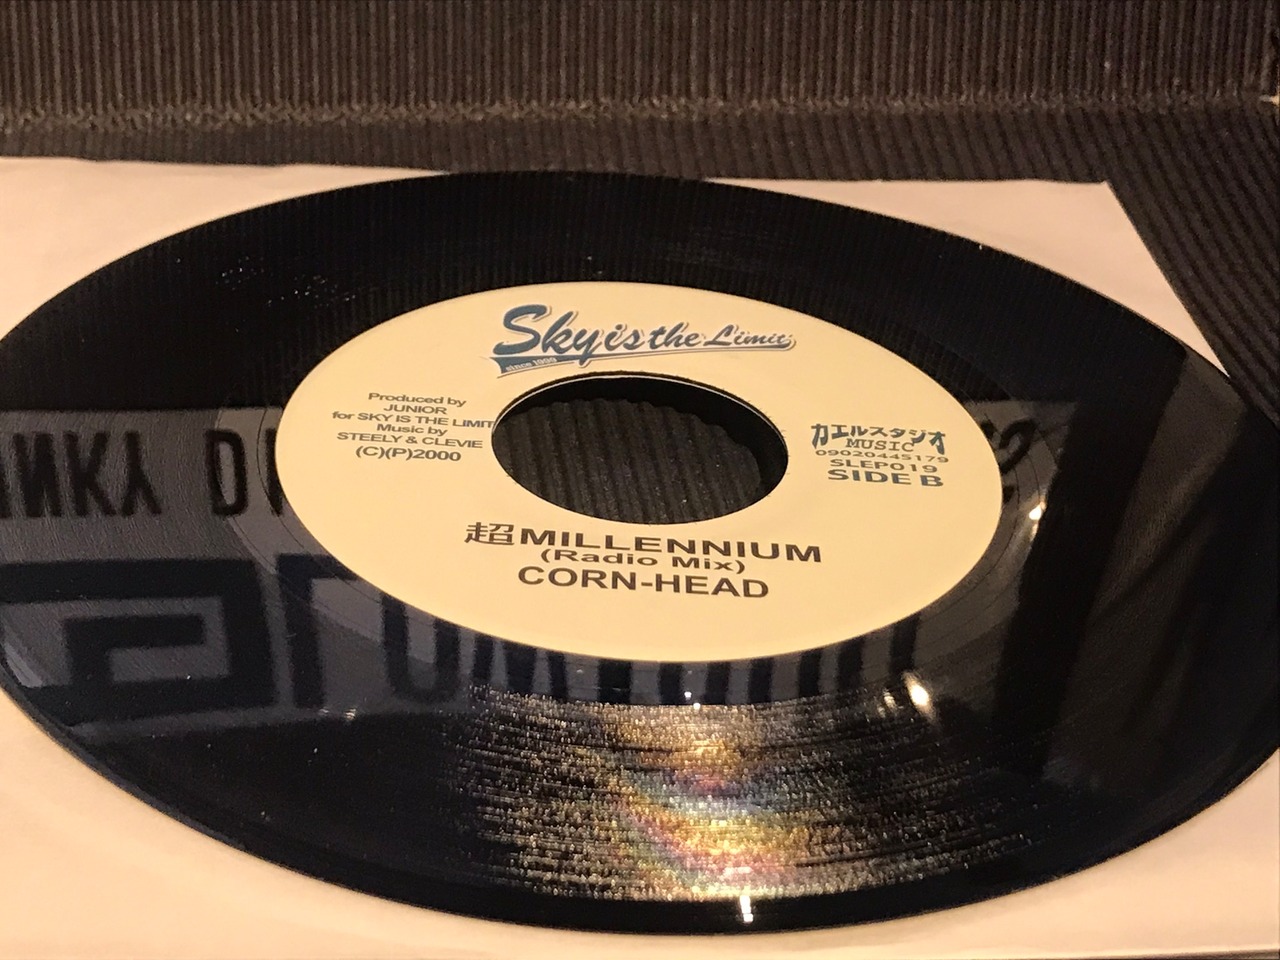 Sky is the Limit
since 1999
Produced by
JUNIOR
for SKY IS THE LIMIT
Music by
STEELY & CLEVIE
(C)(P)2000
カエルスタジオ
MUSIC
09020445179
SLEP019
SIDE B
超MILLENNIUM
(Radio Mix)
CORN-HEAD